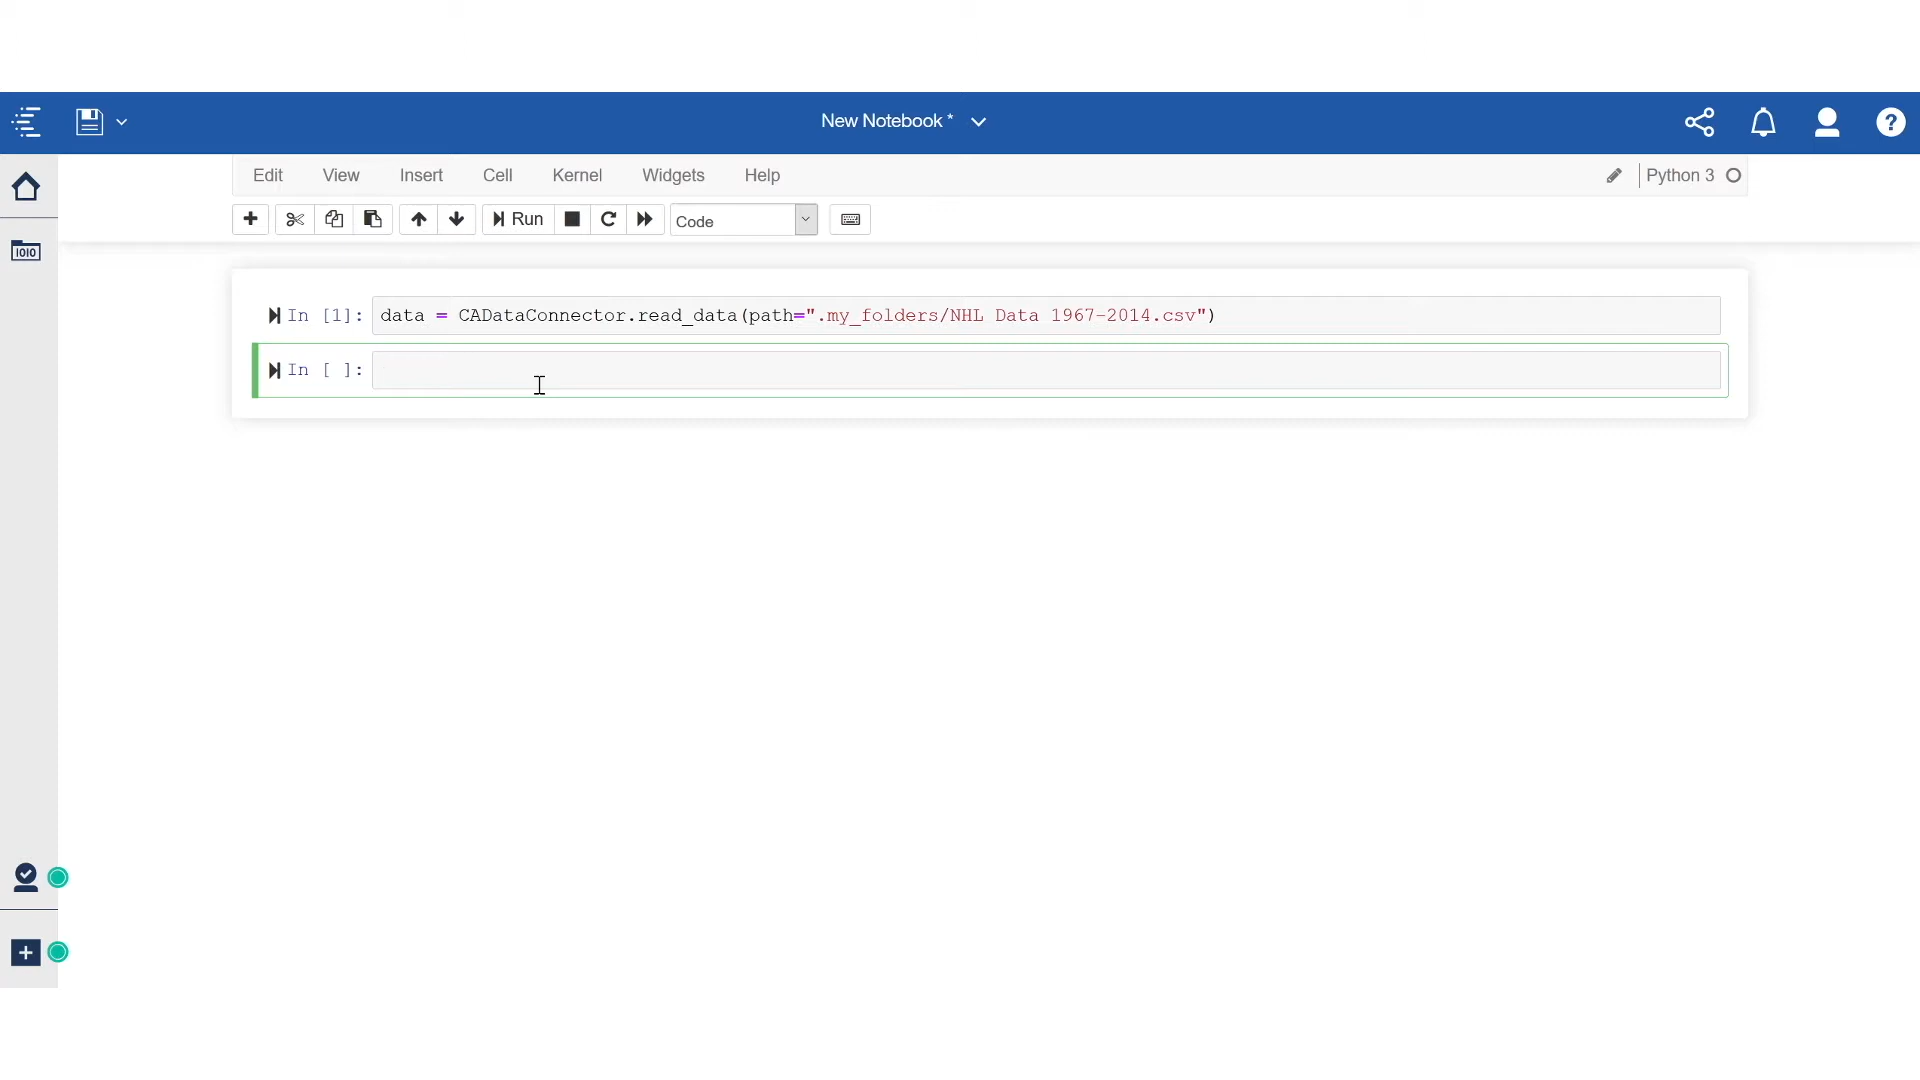 New Notebook *
?
Edit View Insert Cell Kernel Widgets Help
Python 3
Run
Code
1010
In [1]: data = CADataConnector.read_data(path=".my_folders/NHL Data 1967-2014.csv")
In [ ]: